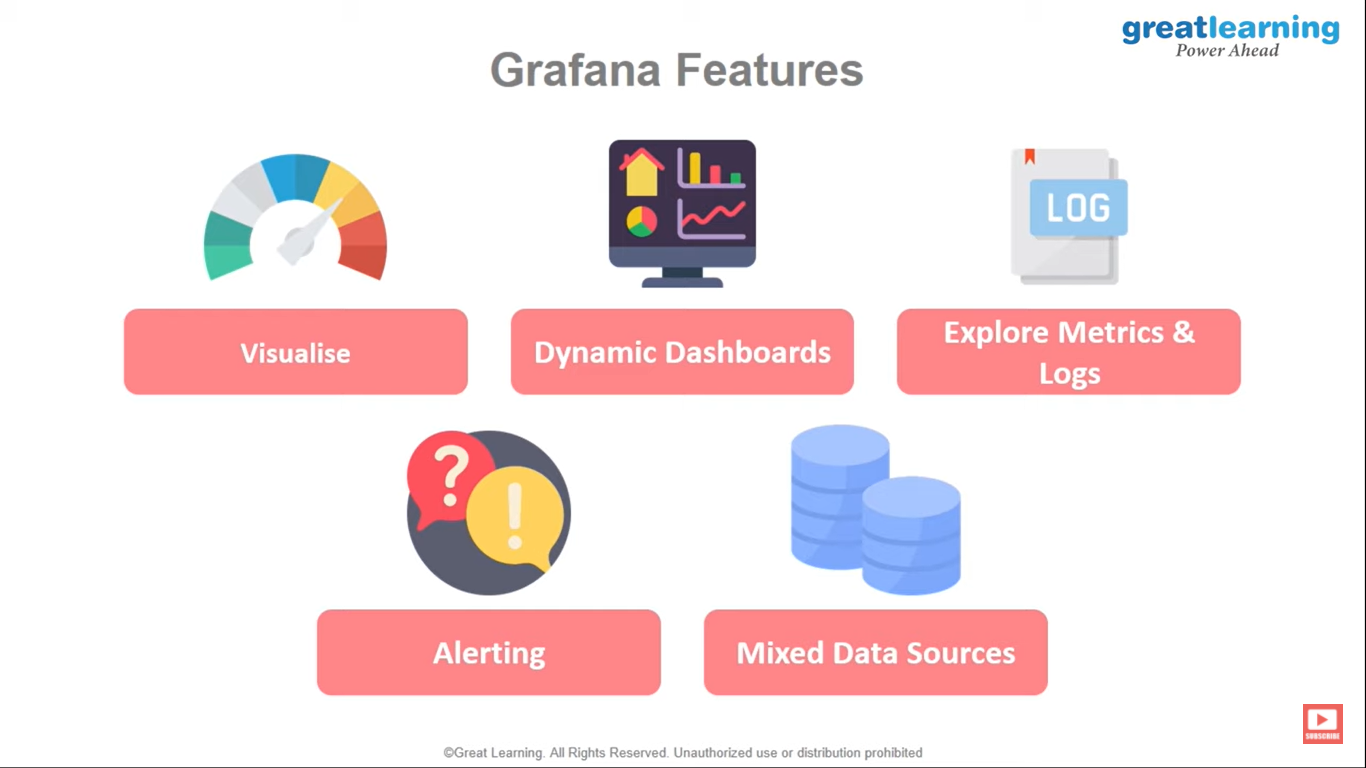 greatlearning
Power Ahead
Grafana Features
LOG
Visualise
Dynamic Dashboards
Explore Metrics &
Logs
Alerting
Mixed Data Sources
SUBSCRIBE
©Great Learning. All Rights Reserved. Unauthorized use or distribution prohibited